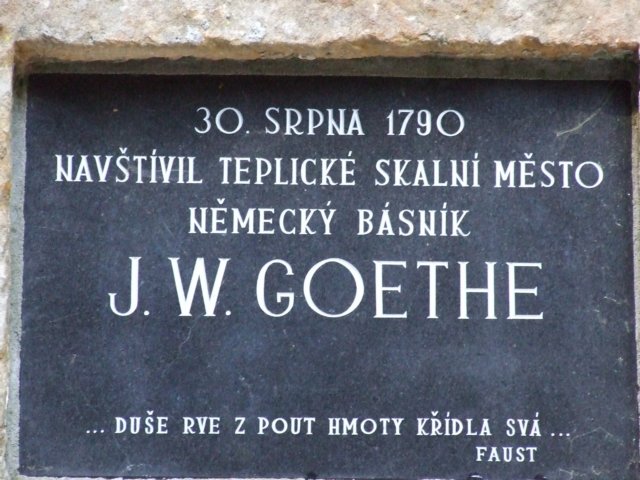 30. SRPNA 1790
NAVŠTÍVIL TEPLICKÉ SKALNÍ MĚSTO
NĚMECKÝ BÁSNÍK
J. W. GOETHE
... DUŠE RVE Z POUT HMOTY KŘÍDLA SVÁ ...
FAUST